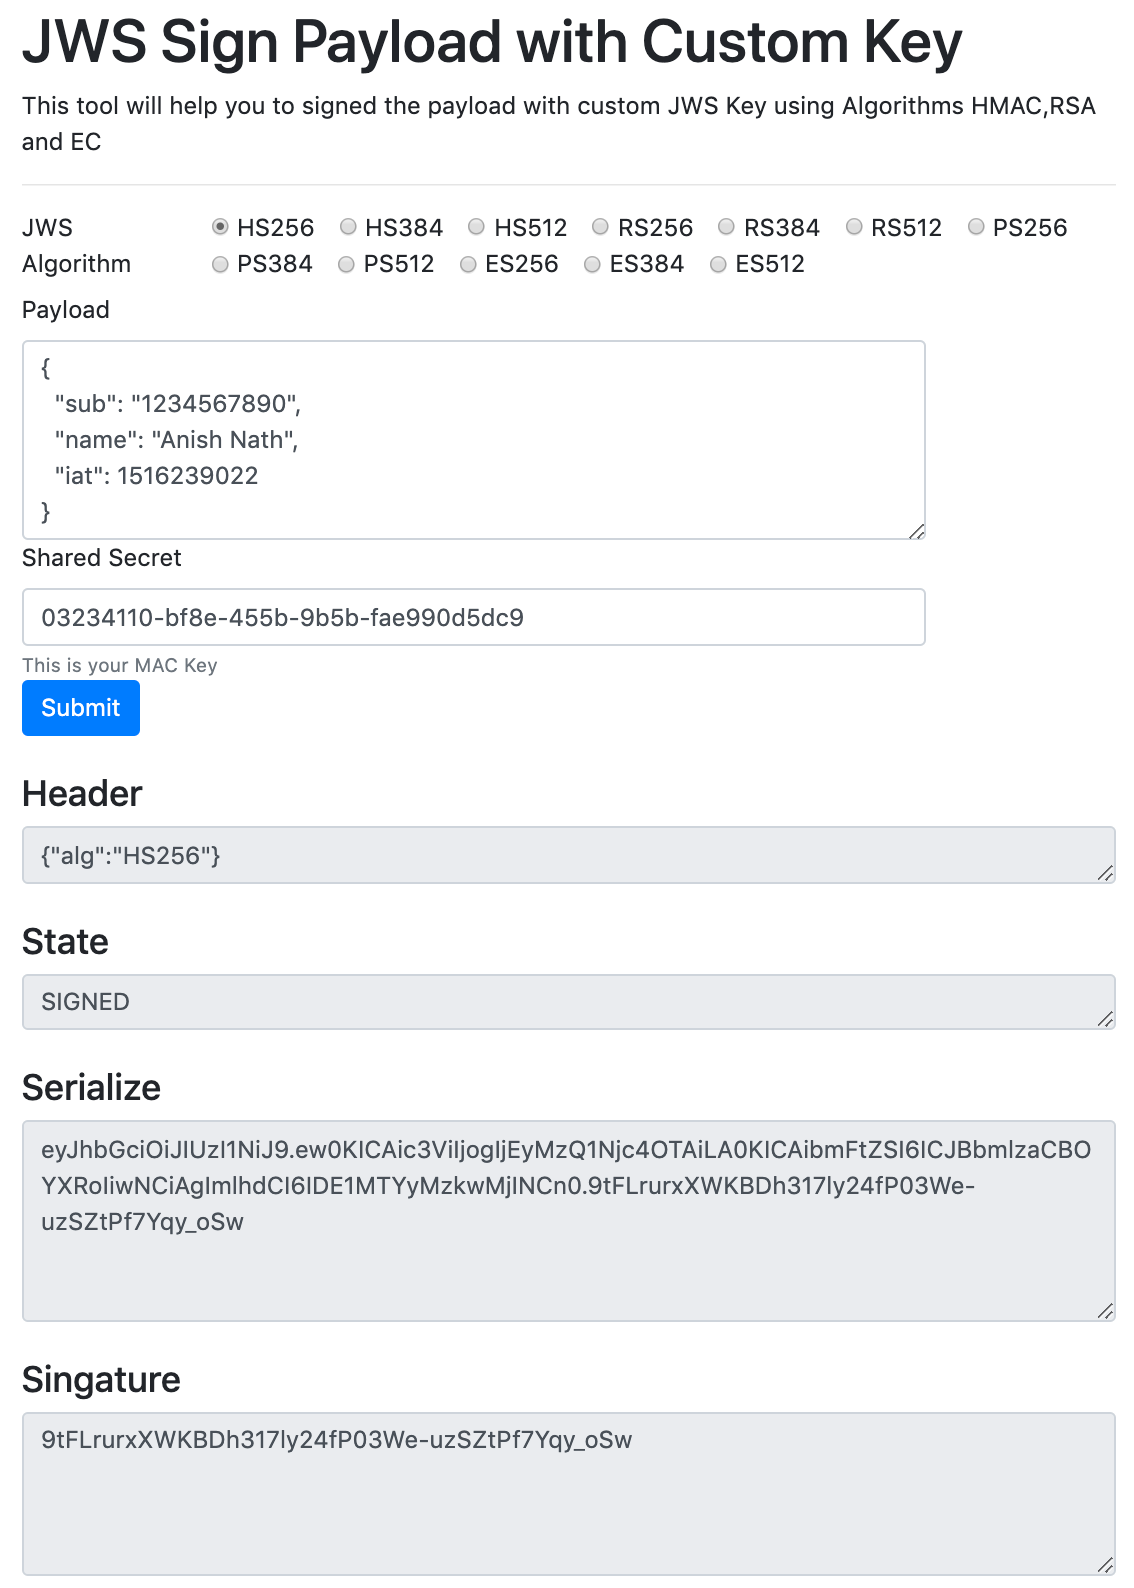 JWS Sign Payload with Custom Key
This tool will help you to signed the payload with custom JWS Key using Algorithms HMAC,RSA
and EC
JWS HS256 HS384 HS512 RS256 RS384 RS512 PS256
Algorithm PS384 PS512 ES256 ES384 ES512
Payload
{
"sub": "1234567890",
"name": "Anish Nath",
"iat": 1516239022
}
Shared Secret
03234110-bf8e-455b-9b5b-fae990d5dc9
This is your MAC Key
Submit
Header
{"alg":"HS256"}
State
SIGNED
Serialize
eyJhbGciOiJIUzI1NiJ9.ew0KICAic3ViIjogIjEyMzQ1Njc4OTAiLA0KICAibmFtZSI6ICJBbmlzaCBO
YXRoIiwNCiAgImlhdCI6IDE1MTYyMzkwMjINCn0.9tFLrurxXWKBDh317ly24fP03We-
uzSZtPf7Yqy_oSw
Singature
9tFLrurxXWKBDh317ly24fP03We-uzSZtPf7Yqy_oSw